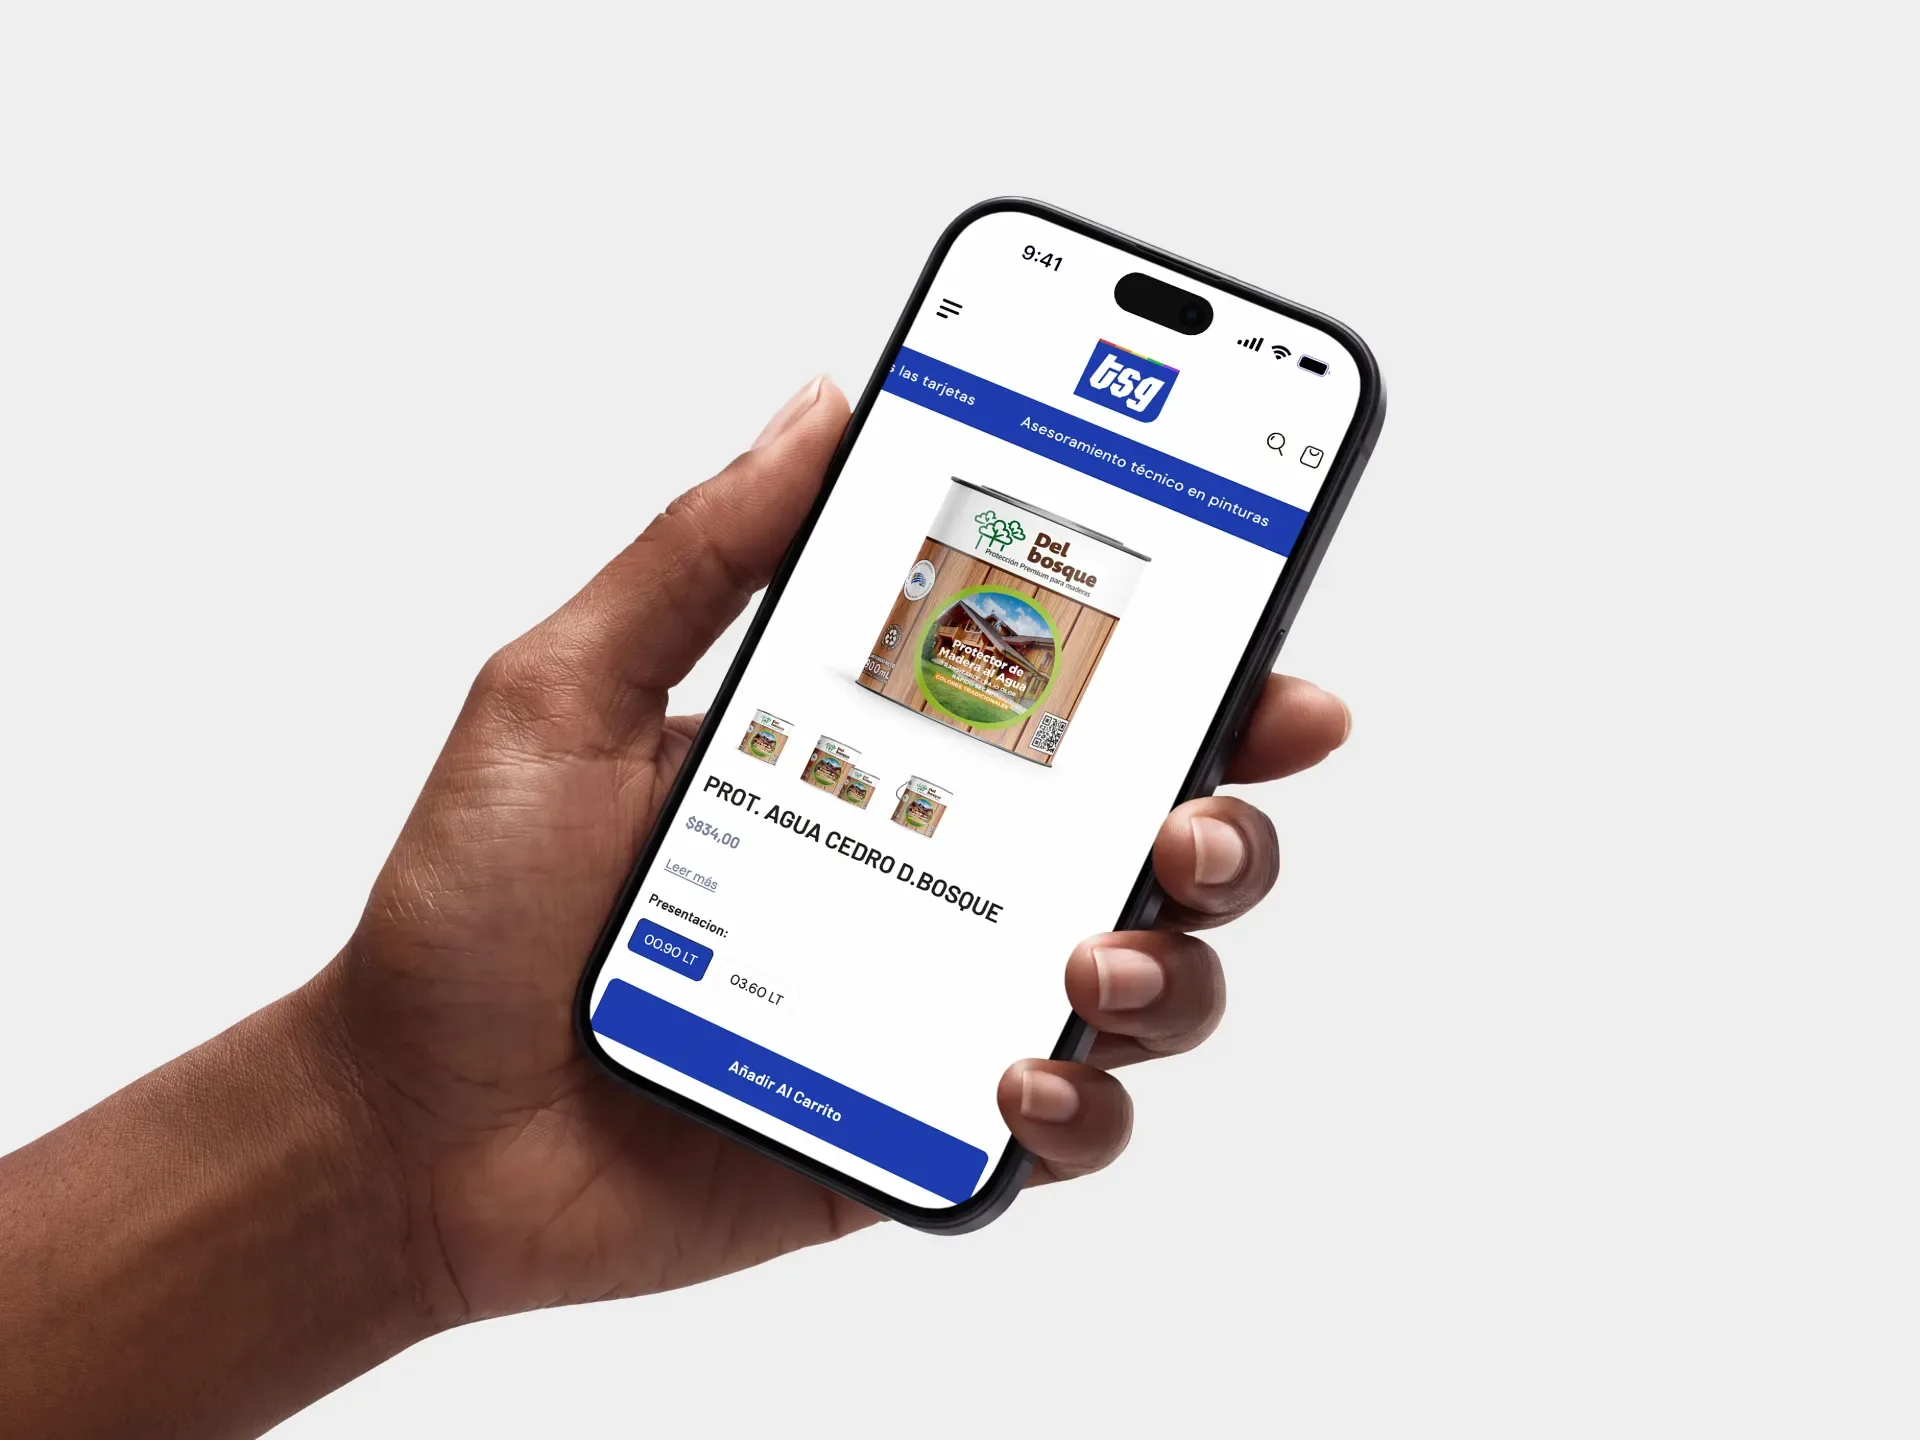 9:41
tsg
s las tarjetas
Asesoramiento técnico en pinturas
Del
bosque
Protección Premium para maderas
Protector de
Madera al Agua
COLORES TRADICIONALES
PROT. AGUA CEDRO D.BOSQUE
$834,00
Leer más
Presentacion:
00.90 LT
03.60 LT
Añadir Al Carrito